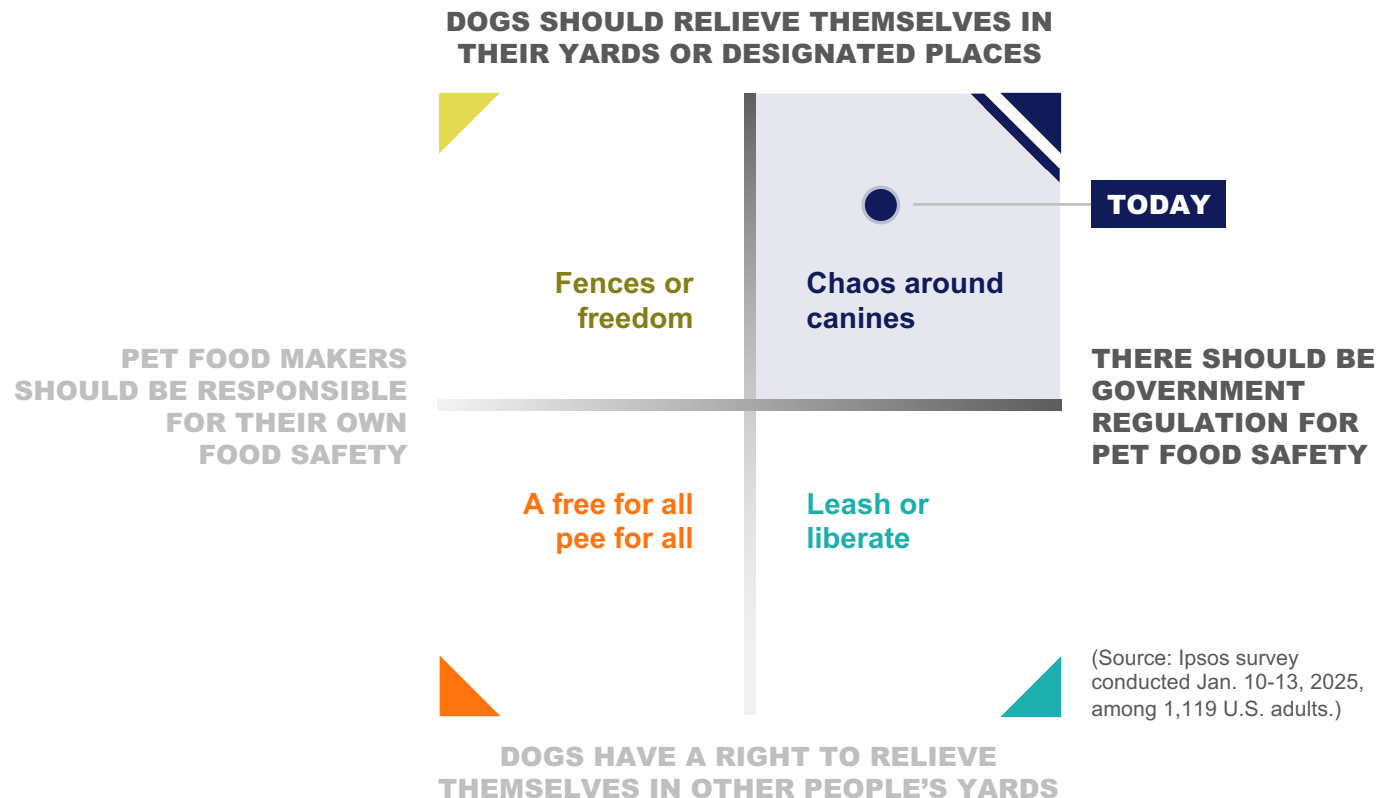 DOGS SHOULD RELIEVE THEMSELVES IN
THEIR YARDS OR DESIGNATED PLACES
TODAY
Fences or
freedom
Chaos around
canines
PET FOOD MAKERS
SHOULD BE RESPONSIBLE
FOR THEIR OWN
FOOD SAFETY
THERE SHOULD BE
GOVERNMENT
REGULATION FOR
PET FOOD SAFETY
A free for all
pee for all
Leash or
liberate
(Source: Ipsos survey
conducted Jan. 10-13, 2025,
among 1,119 U.S. adults.)
DOGS HAVE A RIGHT TO RELIEVE
THEMSELVES IN OTHER PEOPLE’S YARDS